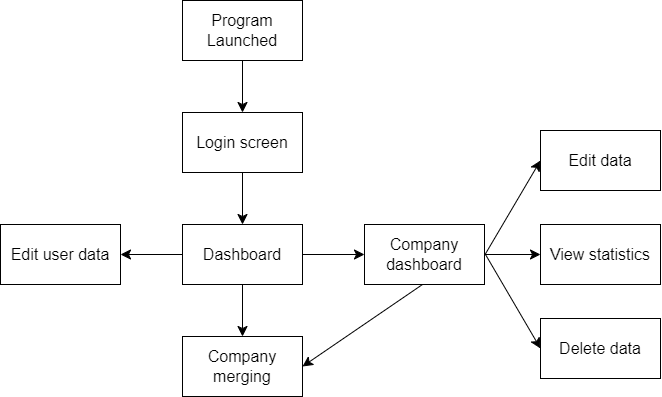 Program
Launched
Login screen
Edit data
Edit user data
Dashboard
Company
dashboard
View statistics
Company
merging
Delete data